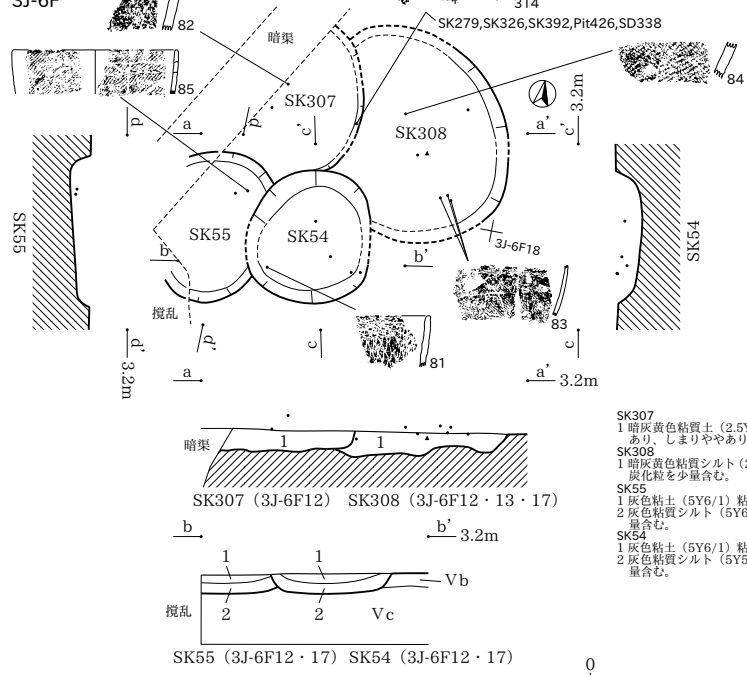 3J-6F
82
314
SK279,SK326,SK392,Pit426,SD338
暗渠
85
84
SK307
3.2m
d
a
d'
c'
SK308
a'
c'
SK55
SK55
SK54
SK54
3J-6F18
b
b'
撹乱
83
81
d'
d'
c
c
3.2m
a
a'
3.2m
暗渠
1
1
SK307（3J-6F12）
SK308（3J-6F12・13・17）
b
b'
3.2m
1
1
Vb
撹乱
2
2
Vc
SK55（3J-6F12・17）
SK54（3J-6F12・17）
SK307
1 暗灰黄色粘質土（2.5Y
あり、しまりややあり
SK308
1 暗灰黄色粘質シルト（2
炭化粒を少量含む。
SK55
1 灰色粘土（5Y6/1）粘
2 灰色粘質シルト（5Y6
量含む。
SK54
1 灰色粘土（5Y6/1）粘
2 灰色粘質シルト（5Y5
量含む。
0